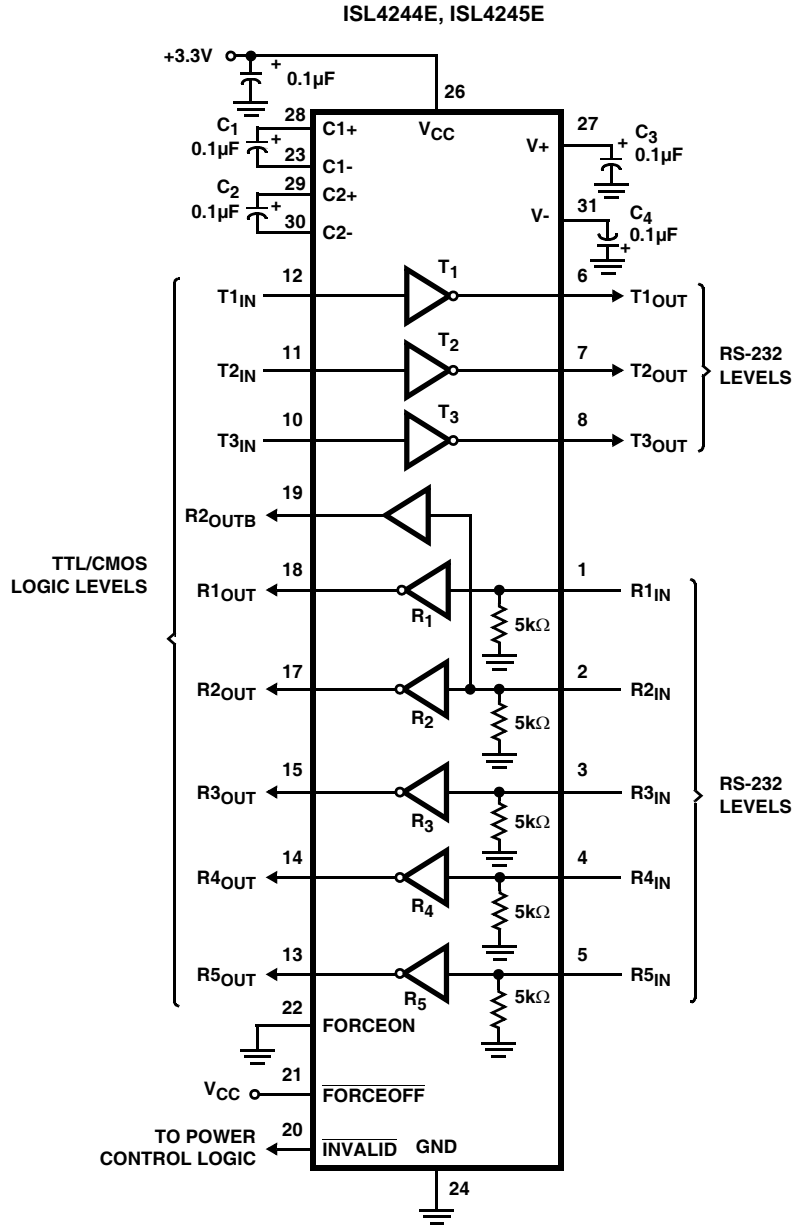 ISL4244E, ISL4245E
+3.3V
+
0.1µF
26
28
C1+
VCC
27
C1
0.1µF
+
V+
+
C3
0.1µF
23
C1-
29
C2+
C2
0.1µF
+
30
C2-
31
V-
C4
0.1µF
+
T1IN
12
T1
6
T1OUT
T2IN
11
T2
7
T2OUT
RS-232
LEVELS
T3IN
10
T3
8
T3OUT
R2OUTB
19
TTL/CMOS
LOGIC LEVELS
R1OUT
18
R1
1
R1IN
5kΩ
R2OUT
17
R2
2
R2IN
5kΩ
R3OUT
15
R3
3
R3IN
5kΩ
RS-232
LEVELS
R4OUT
14
R4
4
R4IN
5kΩ
R5OUT
13
R5
5
R5IN
5kΩ
22
FORCEON
VCC
21
FORCEOFF
TO POWER
CONTROL LOGIC
20
INVALID
GND
24